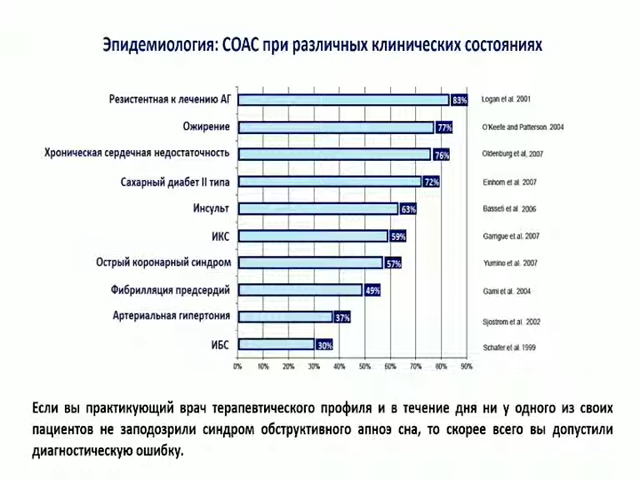 Эпидемиология: СОАС при различных клинических состояниях
Резистентная к лечению АГ 83% Logan et al. 2001
Ожирение 77% O'Keefe and Patterson 2004
Хроническая сердечная недостаточность 76% Oldenburg et al, 2007
Сахарный диабет II типа 72% Einhorn et al. 2007
Инсульт 63% Bassetti et al. 2006
ИКС 59% Garrigue et al. 2007
Острый коронарный синдром 57% Yumino et al. 2007
Фибрилляция предсердий 49% Gami et al. 2004
Артериальная гипертония 37% Sjostrom et al. 2002
ИБС 30% Schafer et al. 1999
0% 10% 20% 30% 40% 50% 60% 70% 80% 90%
Если вы практикующий врач терапевтического профиля и в течение дня ни у одного из своих
пациентов не заподозрили синдром обструктивного апноэ сна, то скорее всего вы допустили
диагностическую ошибку.